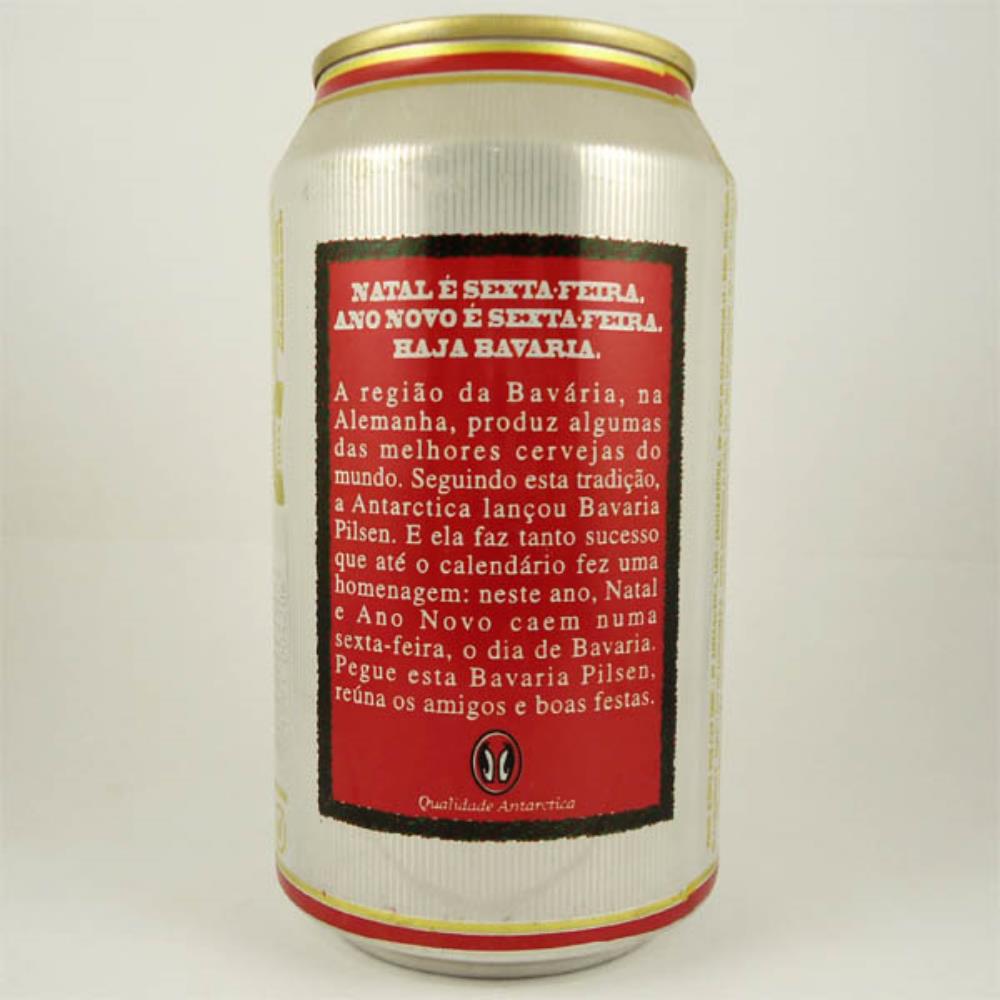 NATAL É SEXTA-FEIRA.
ANO NOVO É SEXTA-FEIRA.
HAJA BAVARIA.
A região da Bavária, na
Alemanha, produz algumas
das melhores cervejas do
mundo. Seguindo esta tradição,
a Antarctica lançou Bavaria
Pilsen. E ela faz tanto sucesso
que até o calendário fez uma
homenagem: neste ano, Natal
e Ano Novo caem numa
sexta-feira, o dia de Bavaria.
Pegue esta Bavaria Pilsen,
reúna os amigos e boas festas.
Qualidade Antarctica